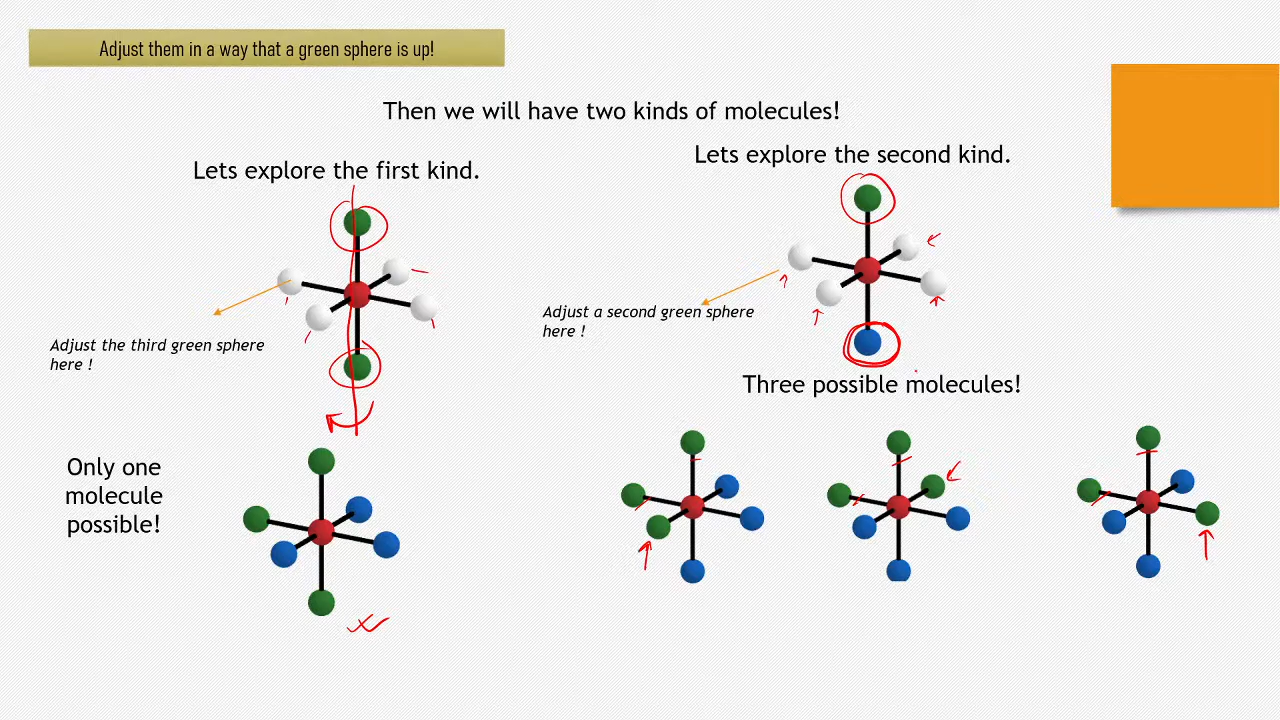 Adjust them in a way that a green sphere is up!
Then we will have two kinds of molecules!
Lets explore the first kind.
Lets explore the second kind.
Adjust the third green sphere
here !
Adjust a second green sphere
here !
Three possible molecules!
Only one
molecule
possible!